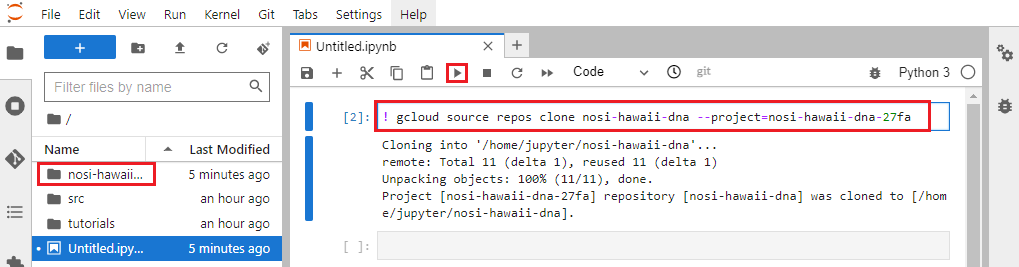 File Edit View Run Kernel Git Tabs Settings Help
+
Filter files by name
/
Name Last Modified
nosi-hawaii... 5 minutes ago
src an hour ago
tutorials an hour ago
Untitled.ipy... 5 minutes ago
Untitled.ipynb
Code git Python 3
[2]: ! gcloud source repos clone nosi-hawaii-dna --project=nosi-hawaii-dna-27fa
Cloning into '/home/jupyter/nosi-hawaii-dna'...
remote: Total 11 (delta 1), reused 11 (delta 1)
Unpacking objects: 100% (11/11), done.
Project [nosi-hawaii-dna-27fa] repository [nosi-hawaii-dna] was cloned to [/hom
e/jupyter/nosi-hawaii-dna].
[ ]: